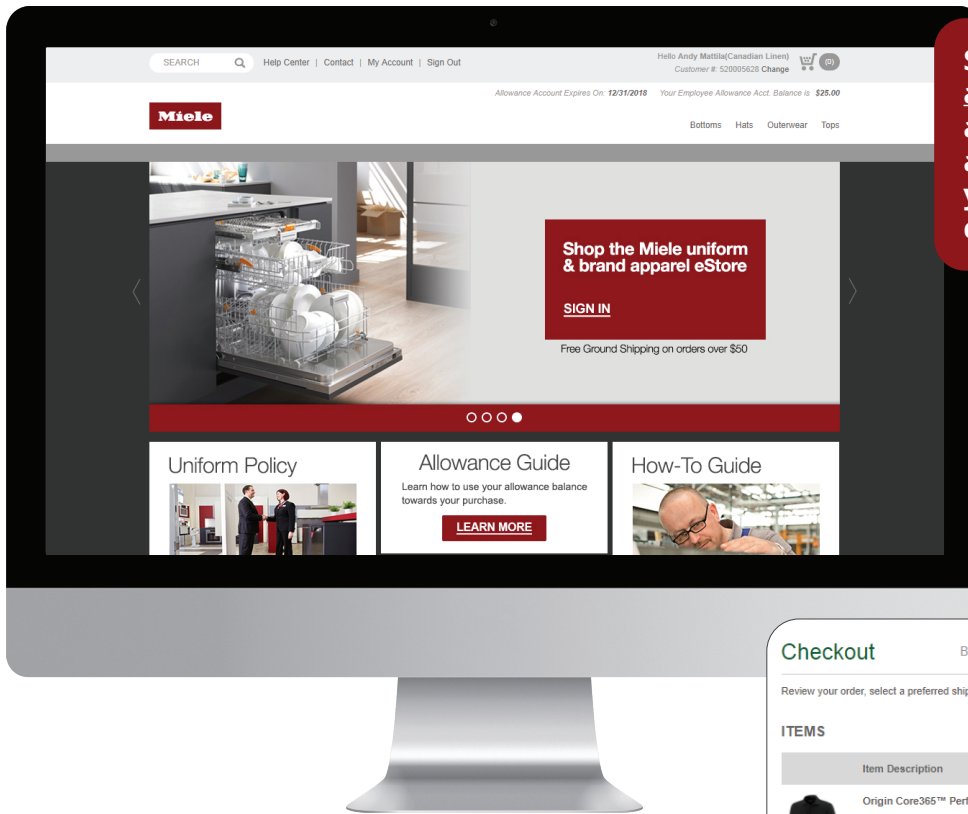 SEARCH
Help Center | Contact | My Account | Sign Out
Hello Andy Mattila(Canadian Linen)
(0)
Customer #: 520005628 Change
Allowance Account Expires On: 12/31/2018 Your Employee Allowance Acct. Balance is $25.00
Miele
Bottoms Hats Outerwear Tops
Shop the Miele uniform
& brand apparel eStore
SIGN IN
Free Ground Shipping on orders over $50
Uniform Policy
Allowance Guide
Learn how to use your allowance balance
towards your purchase.
LEARN MORE
How-To Guide
Checkout
Review your order, select a preferred
ITEMS
Item Description
Origin Core365™